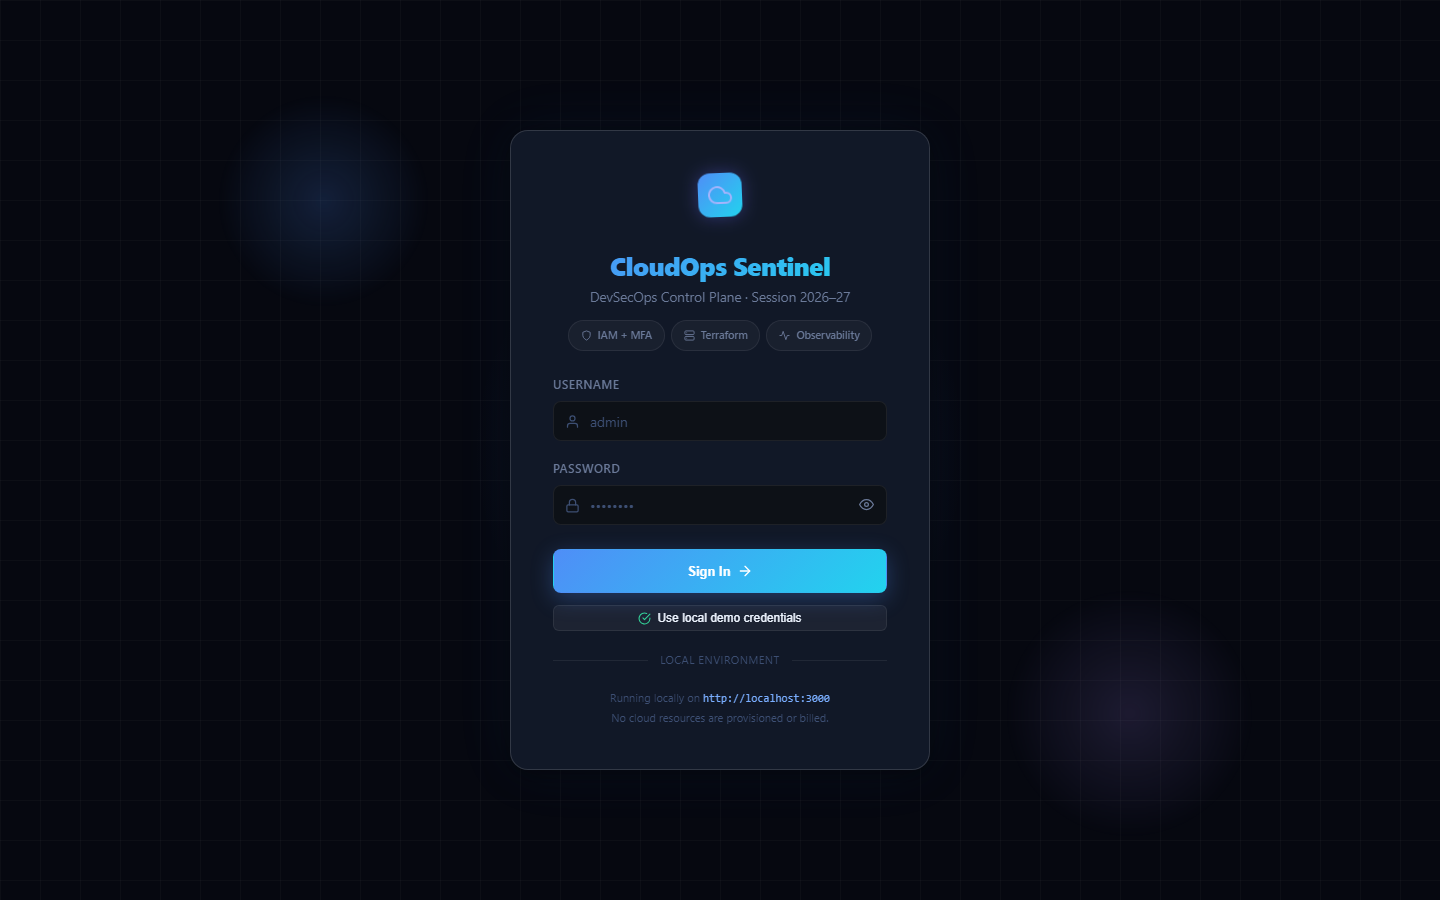 CloudOps Sentinel
DevSecOps Control Plane · Session 2026–27
IAM + MFA Terraform Observability
USERNAME
admin
PASSWORD
••••••••
Sign In →
Use local demo credentials
LOCAL ENVIRONMENT
Running locally on http://localhost:3000
No cloud resources are provisioned or billed.